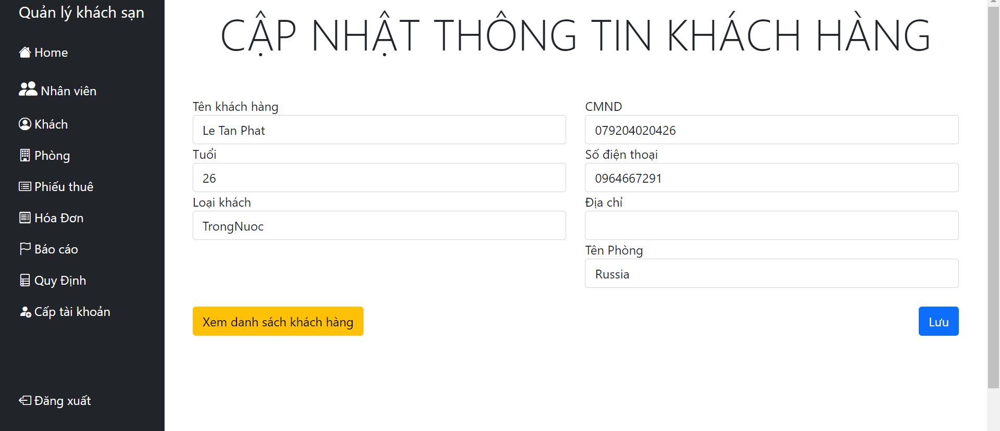 Quản lý khách sạn
Home
Nhân viên
Khách
Phòng
Phiếu thuê
Hóa Đơn
Báo cáo
Quy Định
Cấp tài khoản
Đăng xuất
CẬP NHẬT THÔNG TIN KHÁCH HÀNG
Tên khách hàng
Le Tan Phat
Tuổi
26
Loại khách
TrongNuoc
CMND
079204020426
Số điện thoại
0964667291
Địa chỉ
Tên Phòng
Russia
Xem danh sách khách hàng
Lưu